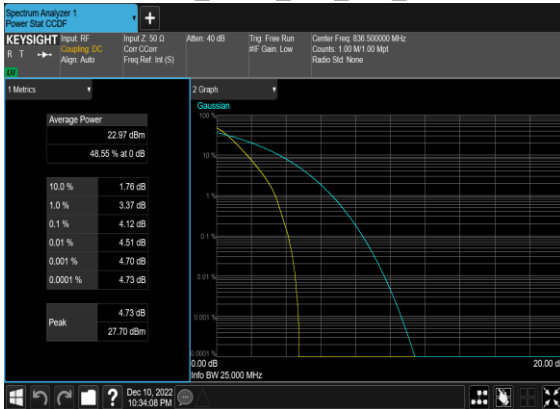 Spectrum Analyzer 1
Power Stat CCDF
KEYSIGHT
R T
Input: RF
Coupling: DC
Align: Auto
Input Z: 50 Ω
Corr CCorr
Freq Ref: Int (S)
Atten: 40 dB
Trig: Free Run
#IF Gain: Low
Center Freq: 836.500000 MHz
Counts: 1.00 M/1.00 Mpt
Radio Std: None
1 Metrics
Average Power
22.97 dBm
48.55 % at 0 dB
10.0 % 1.76 dB
1.0 % 3.37 dB
0.1 % 4.12 dB
0.01 % 4.51 dB
0.001 % 4.70 dB
0.0001 % 4.73 dB
Peak
4.73 dB
27.70 dBm
2 Graph
Gaussian
100 %
10 %
1 %
0.1 %
0.01 %
0.001 %
0.0001 %
0.00 dB
20.00 d
Info BW 25.000 MHz
Dec 10, 2022
10:34:08 PM